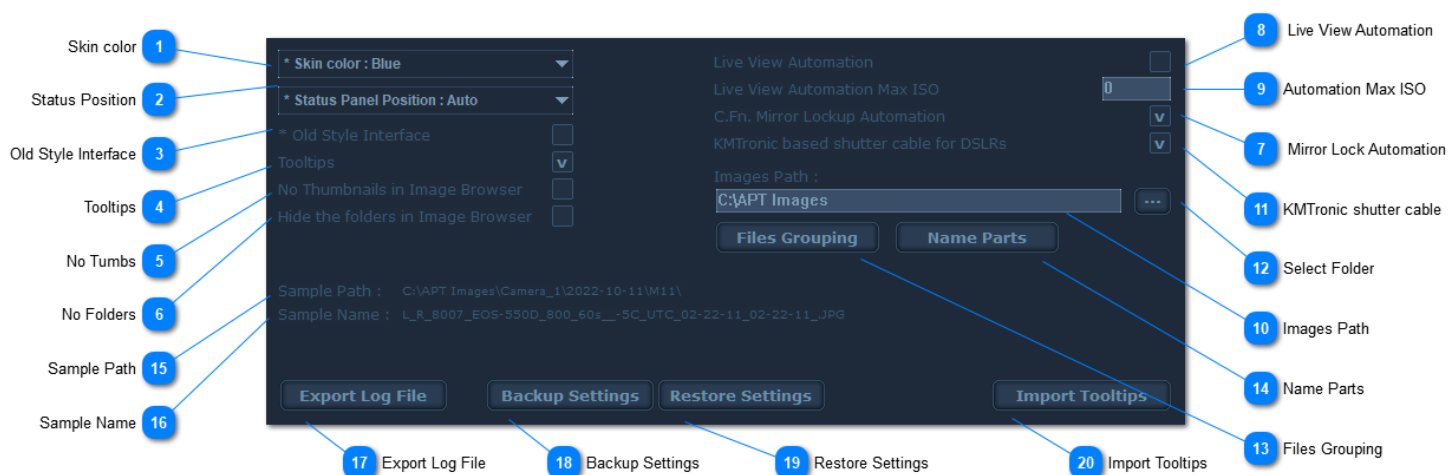 Skin color 1
Status Position 2
Old Style Interface 3
Tooltips 4
No Tumbs 5
No Folders 6
Sample Path 15
Sample Name 16
* Skin color : Blue
* Status Panel Position : Auto
* Old Style Interface
Tooltips v
No Thumbnails in Image Browser
Hide the folders in Image Browser
Live View Automation
Live View Automation Max ISO 0
C.Fn. Mirror Lockup Automation v
KMTronic based shutter cable for DSLRs v
Images Path :
C:\APT Images ...
Files Grouping Name Parts
Sample Path : C:\APT Images\Camera_1\2022-10-11\M11\
Sample Name : L_R_8007_EOS-550D_800_60s__-5C_UTC_02-22-11_02-22-11_.JPG
Export Log File Backup Settings Restore Settings Import Tooltips
8 Live View Automation
9 Automation Max ISO
7 Mirror Lock Automation
11 KMTronic shutter cable
12 Select Folder
10 Images Path
14 Name Parts
13 Files Grouping
17 Export Log File 18 Backup Settings 19 Restore Settings 20 Import Tooltips